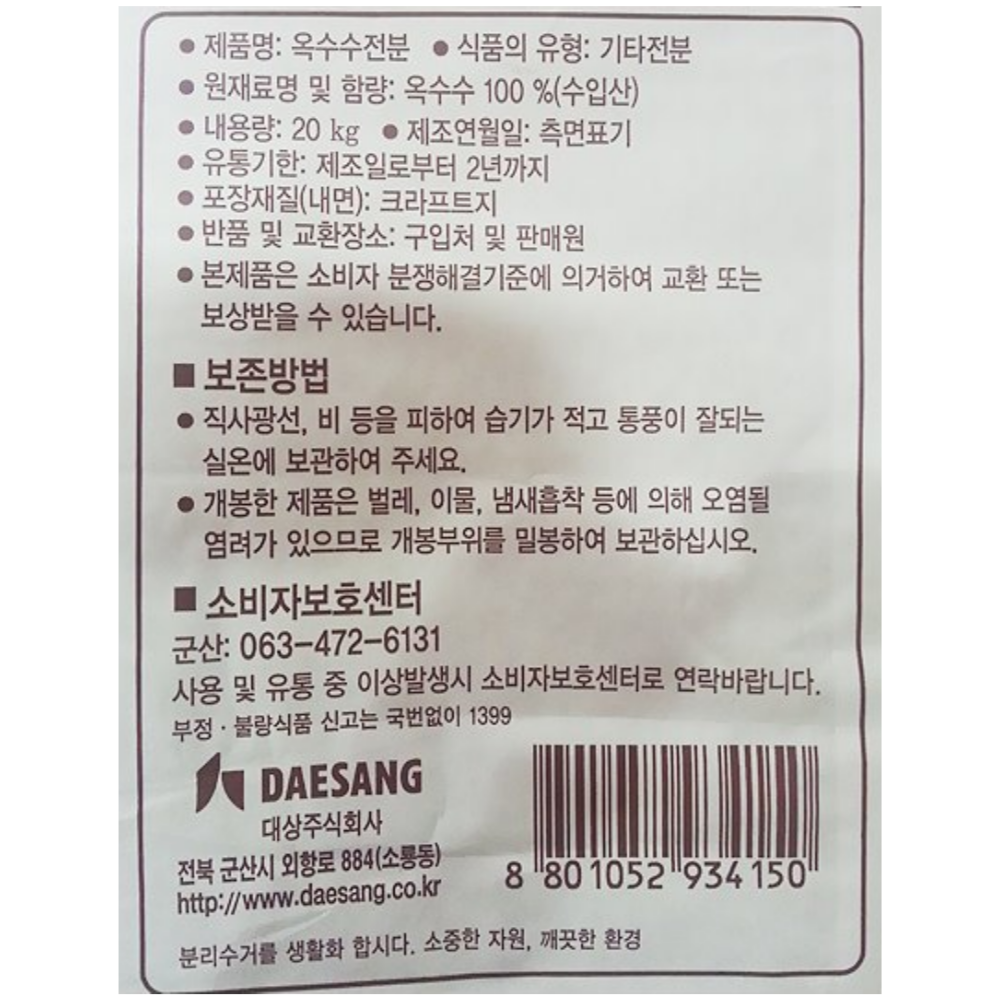 ● 제품명: 옥수수전분 ● 식품의 유형: 기타전분
● 원재료명 및 함량: 옥수수 100 %(수입산)
● 내용량: 20 kg ● 제조연월일: 측면표기
● 유통기한: 제조일로부터 2년까지
● 포장재질(내면): 크라프트지
● 반품 및 교환장소: 구입처 및 판매원
● 본제품은 소비자 분쟁해결기준에 의거하여 교환 또는
보상받을 수 있습니다.
■ 보존방법
● 직사광선, 비 등을 피하여 습기가 적고 통풍이 잘되는
실온에 보관하여 주세요.
● 개봉한 제품은 벌레, 이물, 냄새흡착 등에 의해 오염될
염려가 있으므로 개봉부위를 밀봉하여 보관하십시오.
■ 소비자보호센터
군산: 063-472-6131
사용 및 유통 중 이상발생시 소비자보호센터로 연락바랍니다.
부정·불량식품 신고는 국번없이 1399
DAESANG
대상주식회사
전북 군산시 외항로 884(소룡동)
http://www.daesang.co.kr
8 801052 934150
분리수거를 생활화 합시다. 소중한 자원, 깨끗한 환경